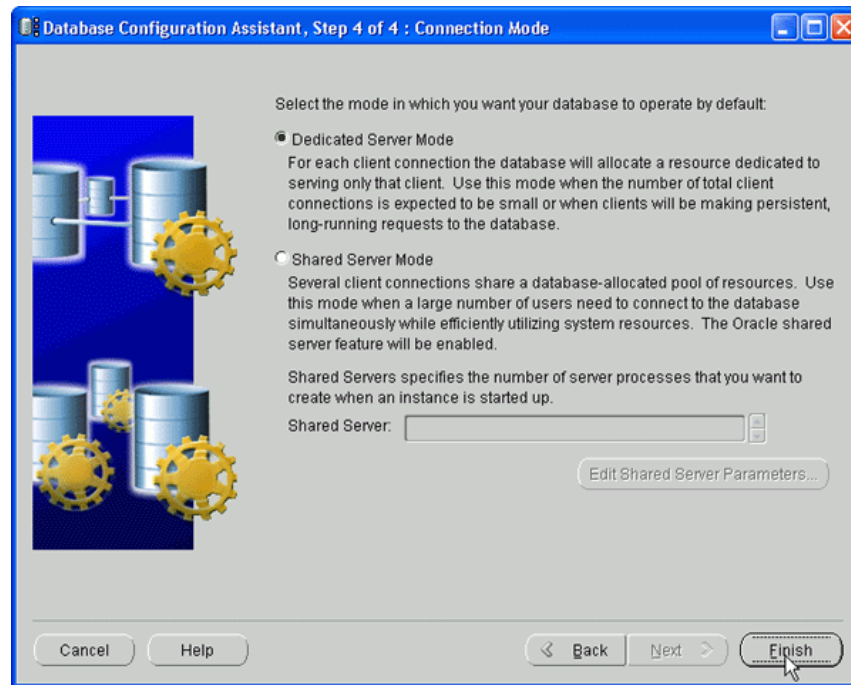 Database Configuration Assistant, Step 4 of 4 : Connection Mode
Select the mode in which you want your database to operate by default:
Dedicated Server Mode
For each client connection the database will allocate a resource dedicated to
serving only that client. Use this mode when the number of total client
connections is expected to be small or when clients will be making persistent,
long-running requests to the database.
Shared Server Mode
Several client connections share a database-allocated pool of resources. Use
this mode when a large number of users need to connect to the database
simultaneously while efficiently utilizing system resources. The Oracle shared
server feature will be enabled.
Shared Servers specifies the number of server processes that you want to
create when an instance is started up.
Shared Server:
Edit Shared Server Parameters...
Cancel
Help
Back
Next
Finish